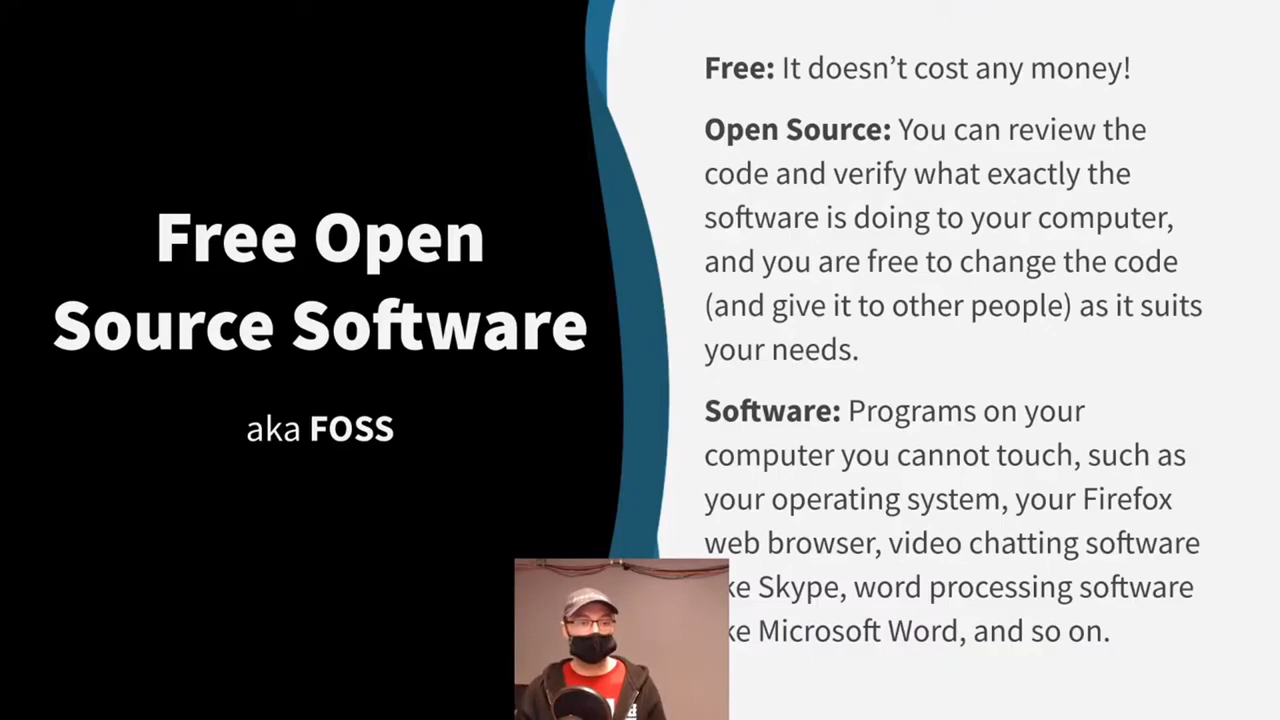 Free Open
Source Software
aka FOSS
Free: It doesn’t cost any money!
Open Source: You can review the
code and verify what exactly the
software is doing to your computer,
and you are free to change the code
(and give it to other people) as it suits
your needs.
Software: Programs on your
computer you cannot touch, such as
your operating system, your Firefox
web browser, video chatting software
ke Skype, word processing software
ke Microsoft Word, and so on.